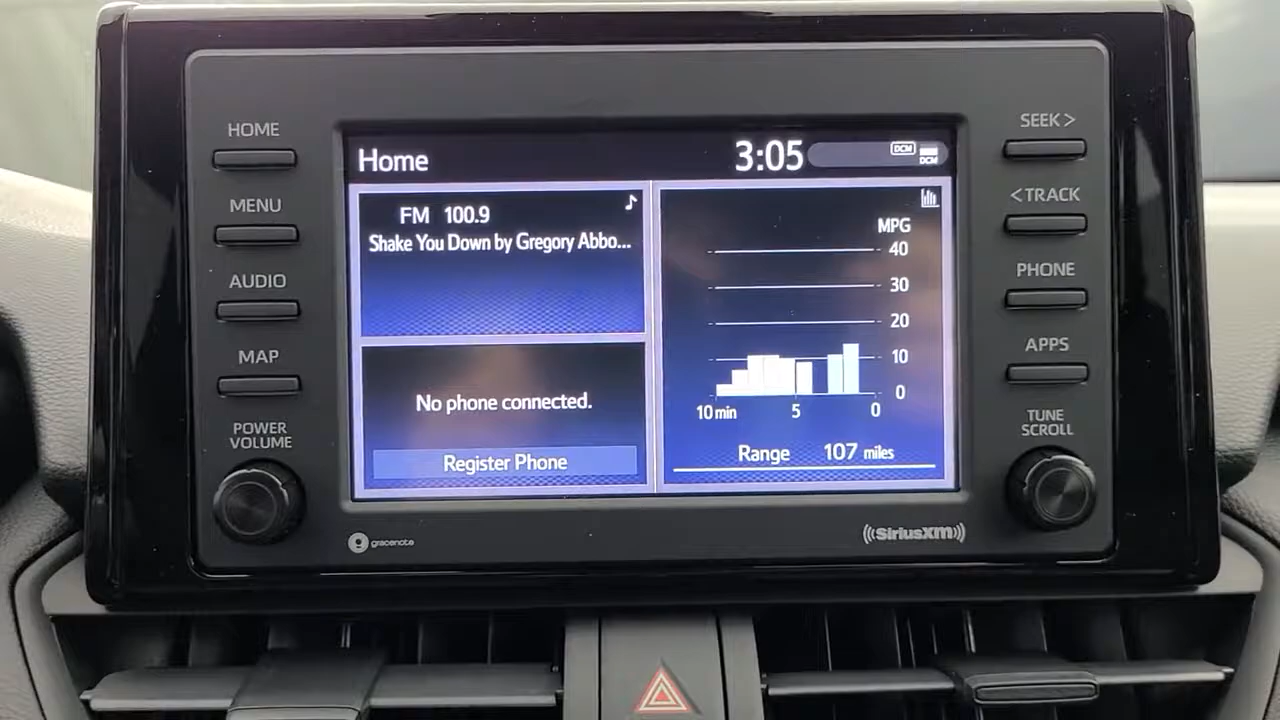 HOME
MENU
AUDIO
MAP
POWER
VOLUME
Home
3:05
DCM
DCM
FM 100.9
Shake You Down by Gregory Abbo...
No phone connected.
Register Phone
MPG
40
30
20
10
0
10 min 5 0
Range 107 miles
gracenote
SiriusXM
SEEK >
< TRACK
PHONE
APPS
TUNE
SCROLL